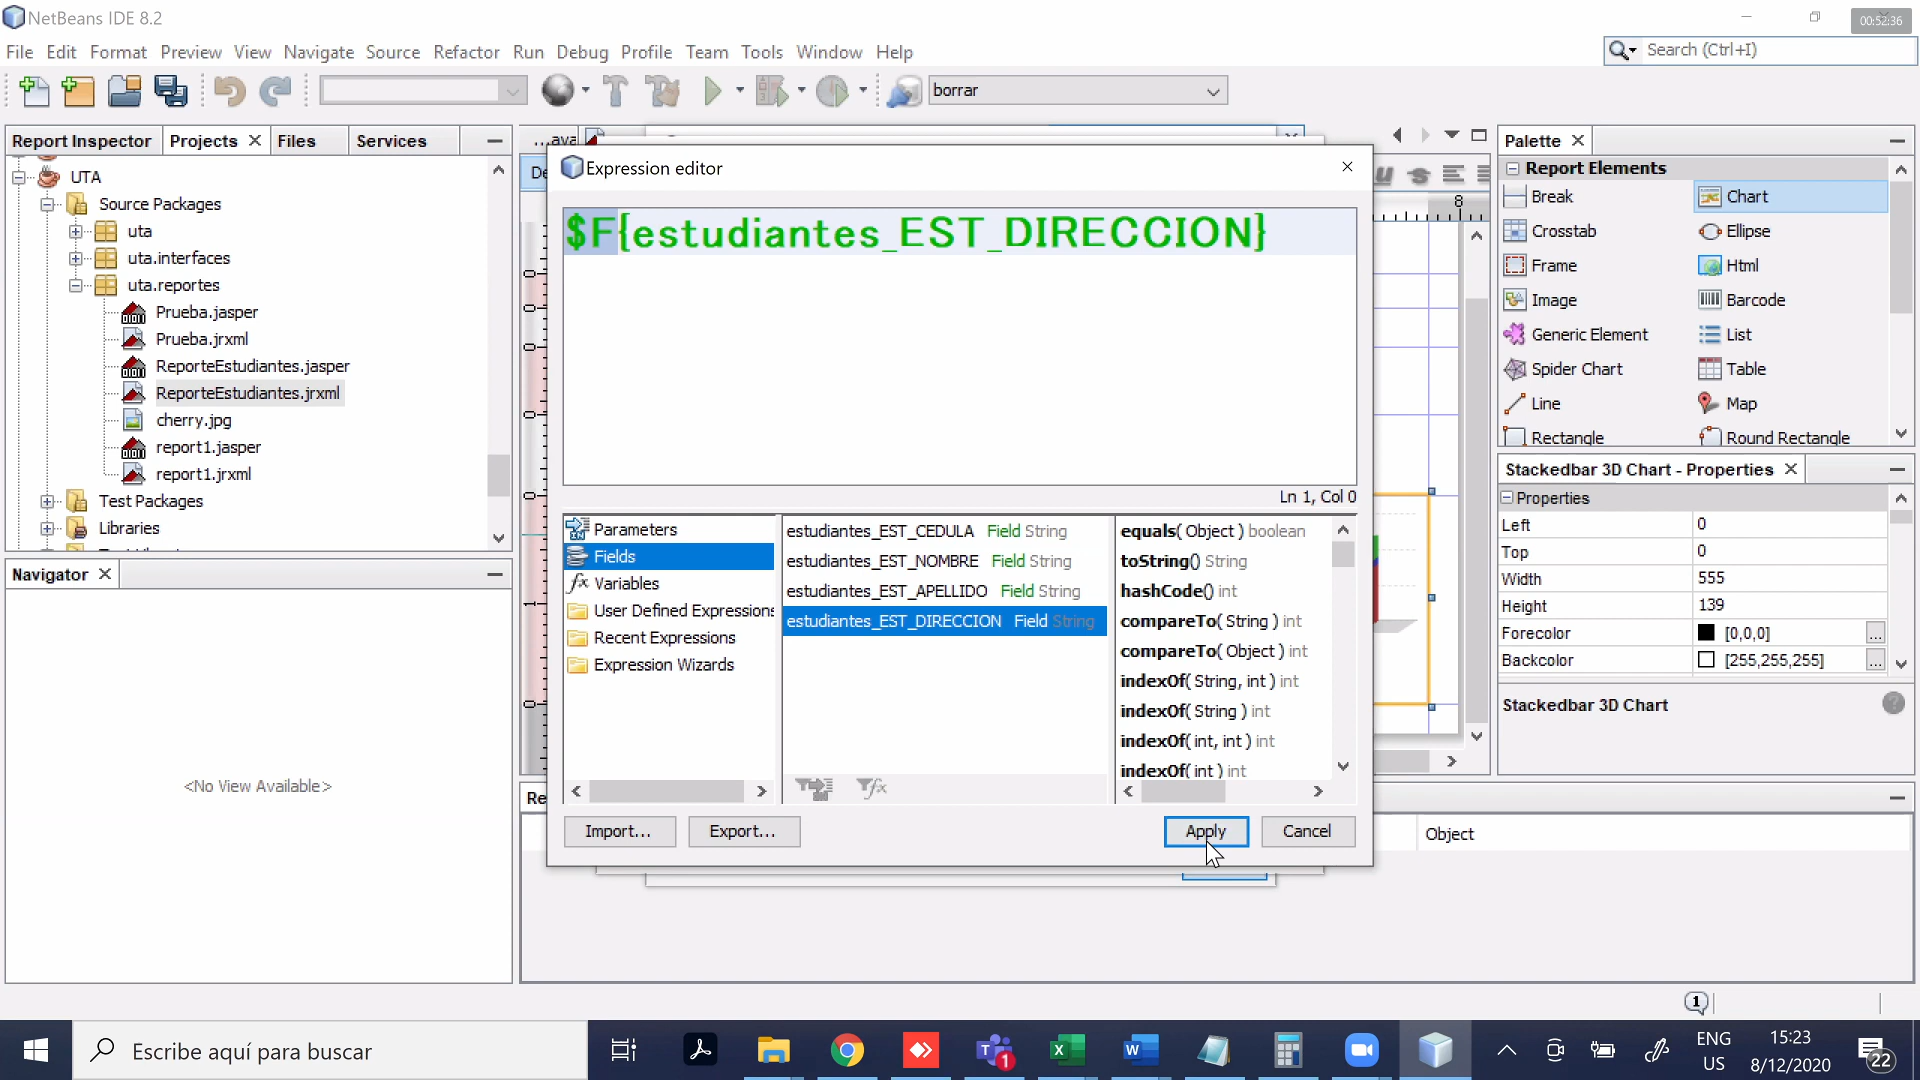 NetBeans IDE 8.2
00:52:36
File Edit Format Preview View Navigate Source Refactor Run Debug Profile Team Tools Window Help
Search (Ctrl+I)
borrar
Report Inspector Projects Files Services
...ava
Palette
UTA
Source Packages
uta
uta.interfaces
uta.reportes
Prueba.jasper
Prueba.jrxml
ReporteEstudiantes.jasper
ReporteEstudiantes.jrxml
cherry.jpg
report1.jasper
report1.jrxml
Test Packages
Libraries
Navigator
<No View Available>
Expression editor
$F{estudiantes_EST_DIRECCION}
Ln 1, Col 0
Parameters
Fields
Variables
User Defined Expressions
Recent Expressions
Expression Wizards
estudiantes_EST_CEDULA Field String
estudiantes_EST_NOMBRE Field String
estudiantes_EST_APELLIDO Field String
estudiantes_EST_DIRECCION Field String
equals( Object ) boolean
toString() String
hashCode() int
compareTo( String ) int
compareTo( Object ) int
indexOf( String, int ) int
indexOf( String ) int
indexOf( int, int ) int
indexOf( int ) int
Import... Export... Apply Cancel
8
Report Elements
Break Chart
Crosstab Ellipse
Frame Html
Image Barcode
Generic Element List
Spider Chart Table
Line Map
Rectangle Round Rectangle
Stackedbar 3D Chart - Properties
Properties
Left 0
Top 0
Width 555
Height 139
Forecolor [0,0,0] ...
Backcolor [255,255,255] ...
Stackedbar 3D Chart
Object
1
Escribe aquí para buscar
1
ENG
US
15:23
8/12/2020
22